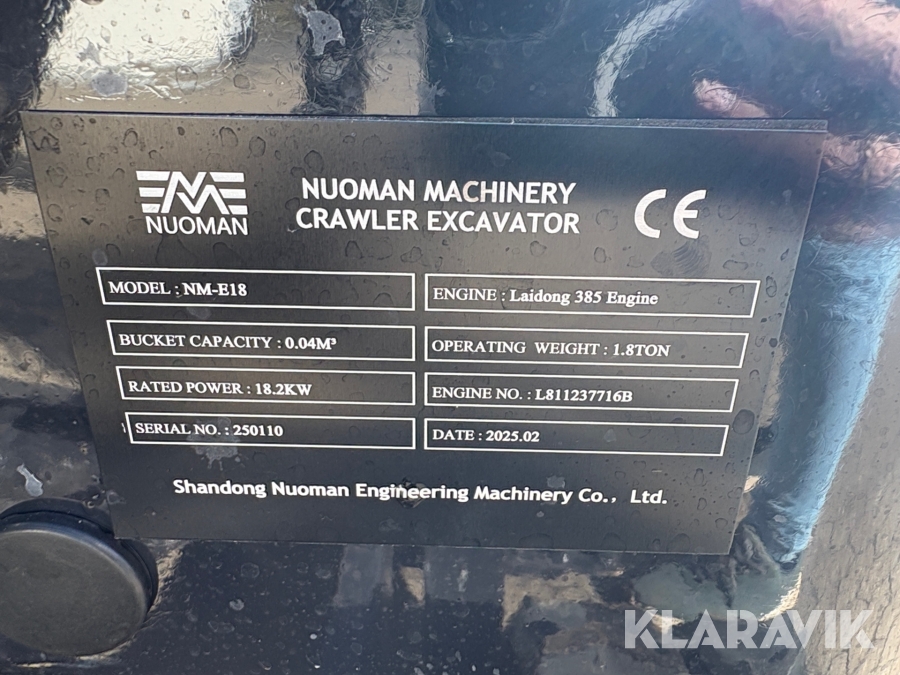 NUOMAN
NUOMAN MACHINERY
CRAWLER EXCAVATOR
CE
MODEL : NM-E18
ENGINE : Laidong 385 Engine
BUCKET CAPACITY : 0.04M³
OPERATING WEIGHT : 1.8TON
RATED POWER : 18.2KW
ENGINE NO. : L811237716B
SERIAL NO. : 250110
DATE : 2025.02
Shandong Nuoman Engineering Machinery Co., Ltd.
KLARAVIK